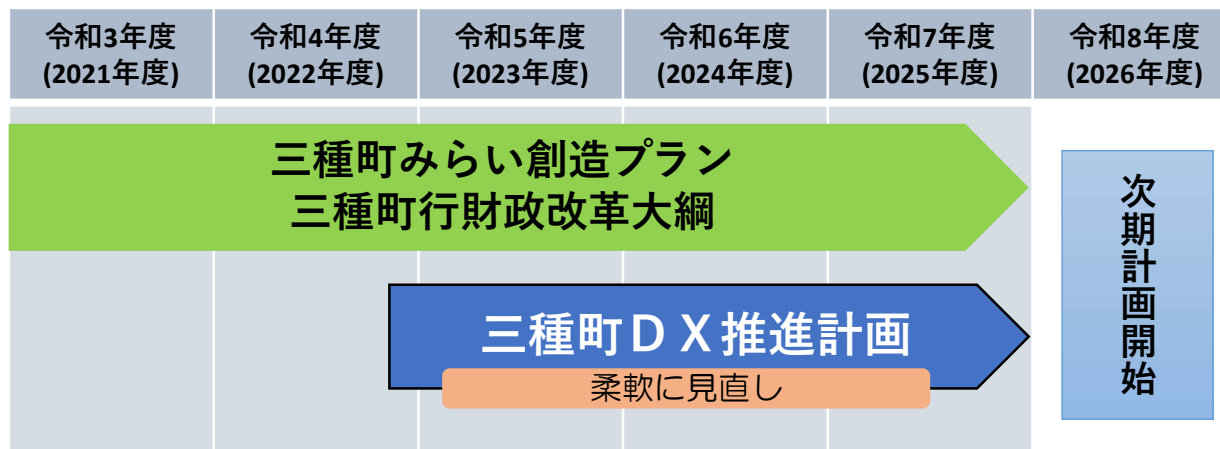 令和3年度
(2021年度)
令和4年度
(2022年度)
令和5年度
(2023年度)
令和6年度
(2024年度)
令和7年度
(2025年度)
令和8年度
(2026年度)
三種町みらい創造プラン
三種町行財政改革大綱
三種町ＤＸ推進計画
柔軟に見直し
次期計画開始